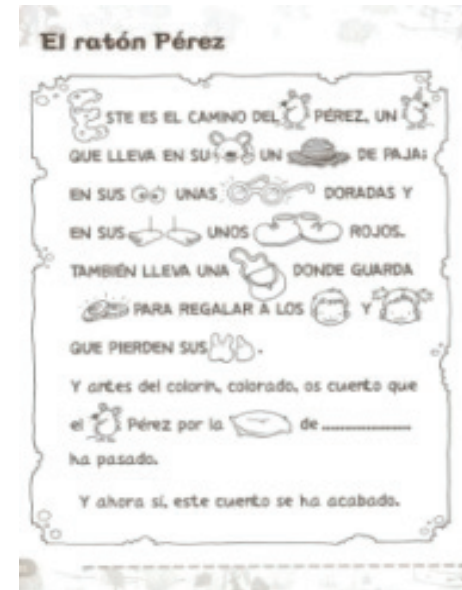 El ratón Pérez
ESTE ES EL CAMINO DEL PÉREZ, UN
QUE LLEVA EN SU UN DE PAJA;
EN SUS UNAS DORADAS Y
EN SUS UNOS ROJOS.
TAMBIÉN LLEVA UNA DONDE GUARDA
PARA REGALAR A LOS Y
QUE PIERDEN SUS .
Y antes del colorín, colorado, os cuento que
el Pérez por la de ..................
ha pasado.
Y ahora sí, este cuento se ha acabado.